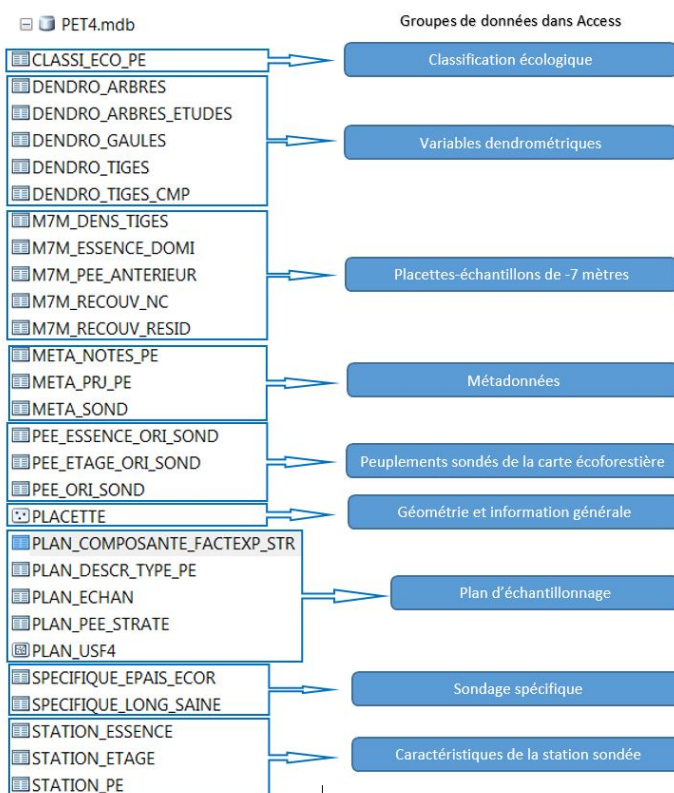 PET4.mdb
Groupes de données dans Access
CLASSI_ECO_PE
Classification écologique
DENDRO_ARBRES
DENDRO_ARBRES_ETUDES
DENDRO_GAULES
DENDRO_TIGES
DENDRO_TIGES_CMP
Variables dendrométriques
M7M_DENS_TIGES
M7M_ESSENCE_DOMI
M7M_PEE_ANTERIEUR
M7M_RECOUV_NC
M7M_RECOUV_RESID
Placettes-échantillons de -7 mètres
META_NOTES_PE
META_PRJ_PE
META_SOND
Métadonnées
PEE_ESSENCE_ORI_SOND
PEE_ETAGE_ORI_SOND
PEE_ORI_SOND
Peuplements sondés de la carte écoforestière
PLACETTE
Géométrie et information générale
PLAN_COMPOSANTE_FACTEXP_STR
PLAN_DESCR_TYPE_PE
PLAN_ECHAN
PLAN_PEE_STRATE
PLAN_USF4
Plan d'échantillonnage
SPECIFIQUE_EPAIS_ECOR
SPECIFIQUE_LONG_SAINE
Sondage spécifique
STATION_ESSENCE
STATION_ETAGE
STATION_PE
Caractéristiques de la station sondée